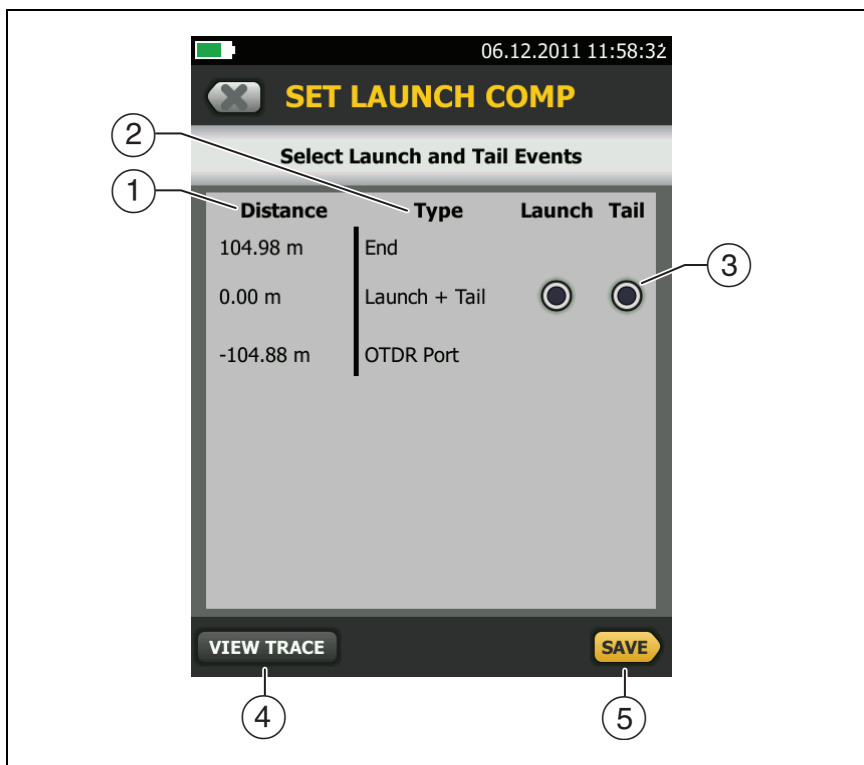 06.12.2011 11:58:32
SET LAUNCH COMP
Select Launch and Tail Events
Distance Type Launch Tail
104.98 m End
0.00 m Launch + Tail
-104.88 m OTDR Port
VIEW TRACE SAVE
1
2
3
4
5